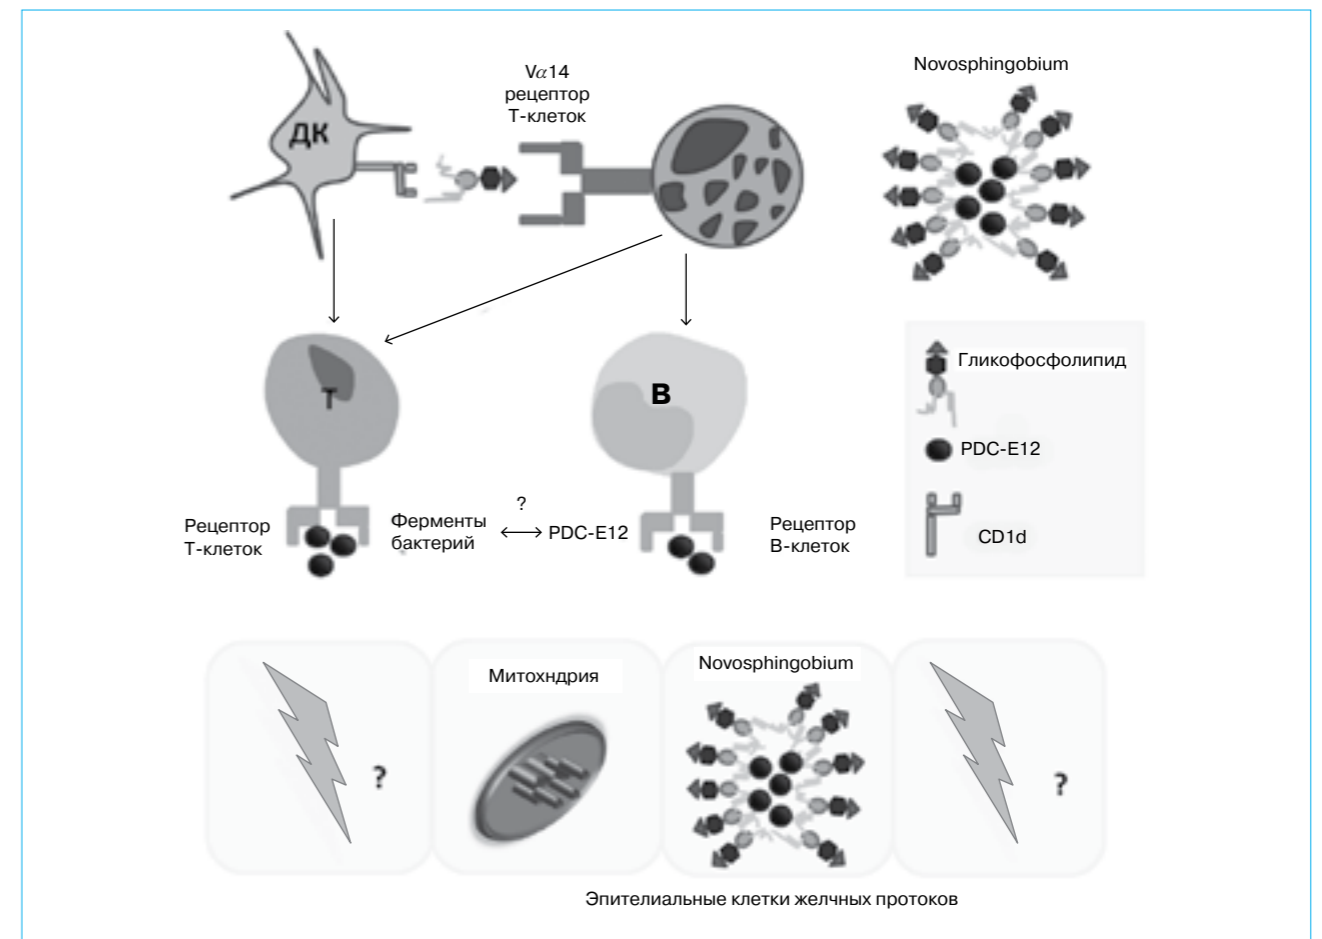 Vα14
рецептор
Т-клеток
Novosphingobium
ДК
Гликофосфолипид
PDC-E12
CD1d
Т
В
Рецептор
Т-клеток
Ферменты
бактерий
?
PDC-E12
Рецептор
В-клеток
Митохндрия
Novosphingobium
?
?
Эпителиальные клетки желчных протоков